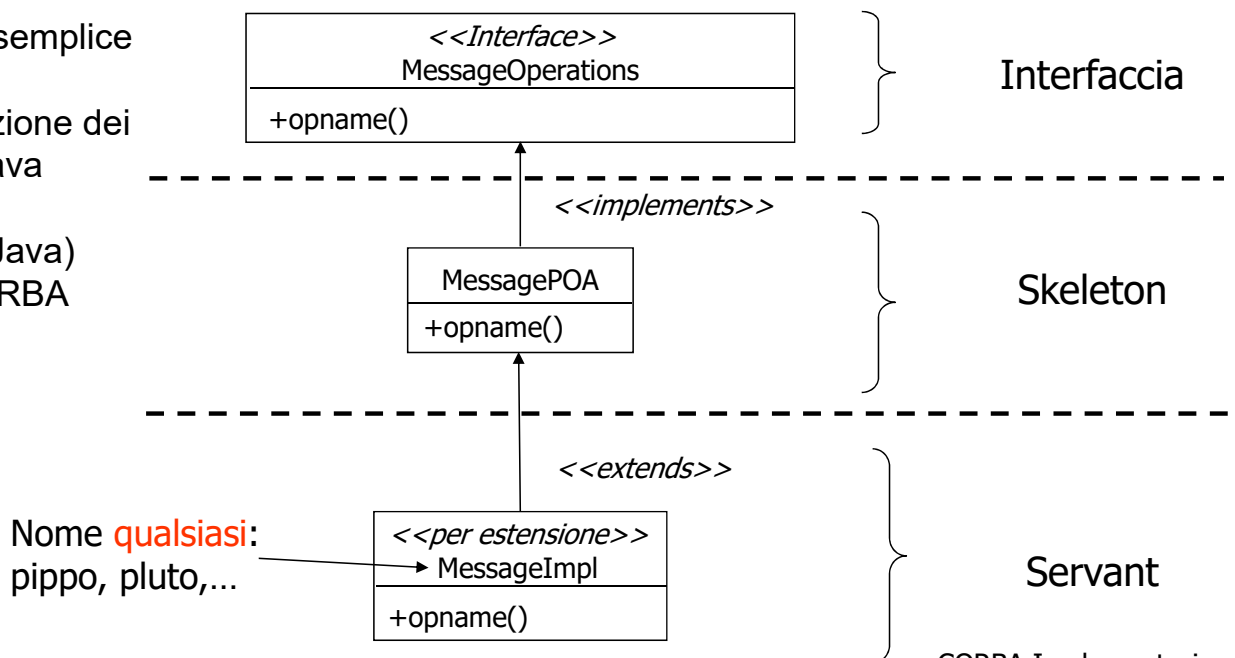 semplice
<<Interface>>
MessageOperations
+opname()
Interfaccia
zione dei
ava
<<implements>>
Java)
RBA
MessagePOA
+opname()
Skeleton
<<extends>>
Nome qualsiasi:
pippo, pluto,...
<<per estensione>>
MessageImpl
+opname()
Servant